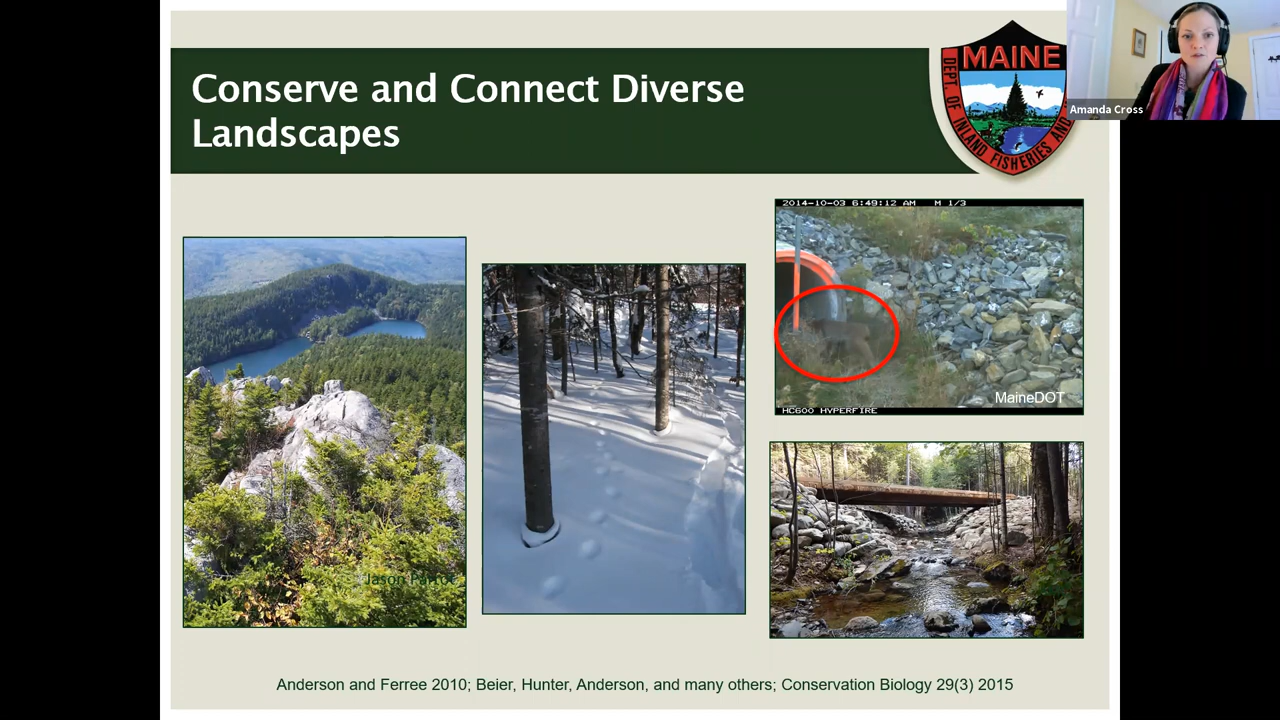 Conserve and Connect Diverse
Landscapes
MAINE
DEPT. OF INLAND FISHERIES AND
Amanda Cross
2014-10-03 6:49:12 AM M 1/3
MaineDOT
HC600 HYPERFIRE
Jason
Anderson and Ferree 2010; Beier, Hunter, Anderson, and many others; Conservation Biology 29(3) 2015